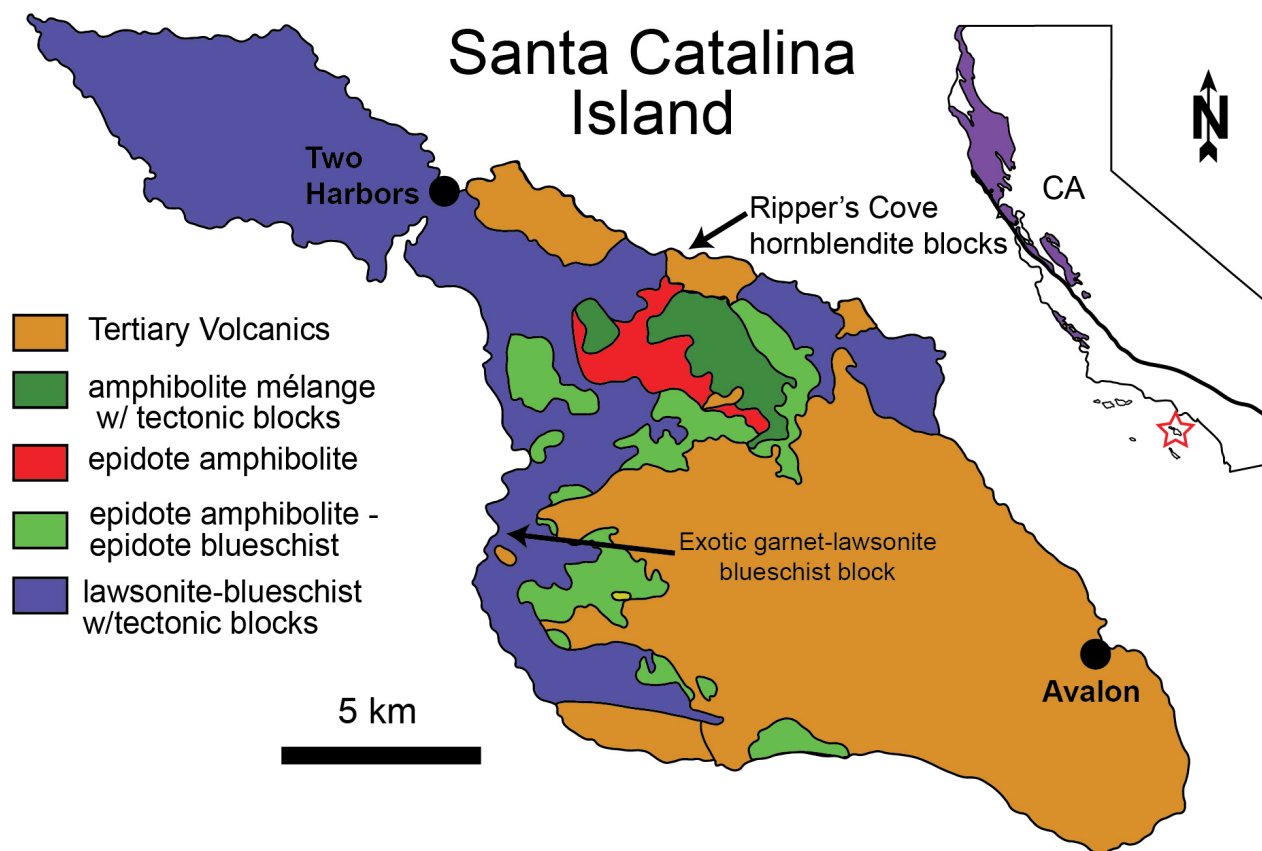 Santa Catalina
Island
N
CA
Two
Harbors
Ripper's Cove
hornblendite blocks
Tertiary Volcanics
amphibolite mélange
w/ tectonic blocks
epidote amphibolite
epidote amphibolite -
epidote blueschist
lawsonite-blueschist
w/tectonic blocks
Exotic garnet-lawsonite
blueschist block
Avalon
5 km